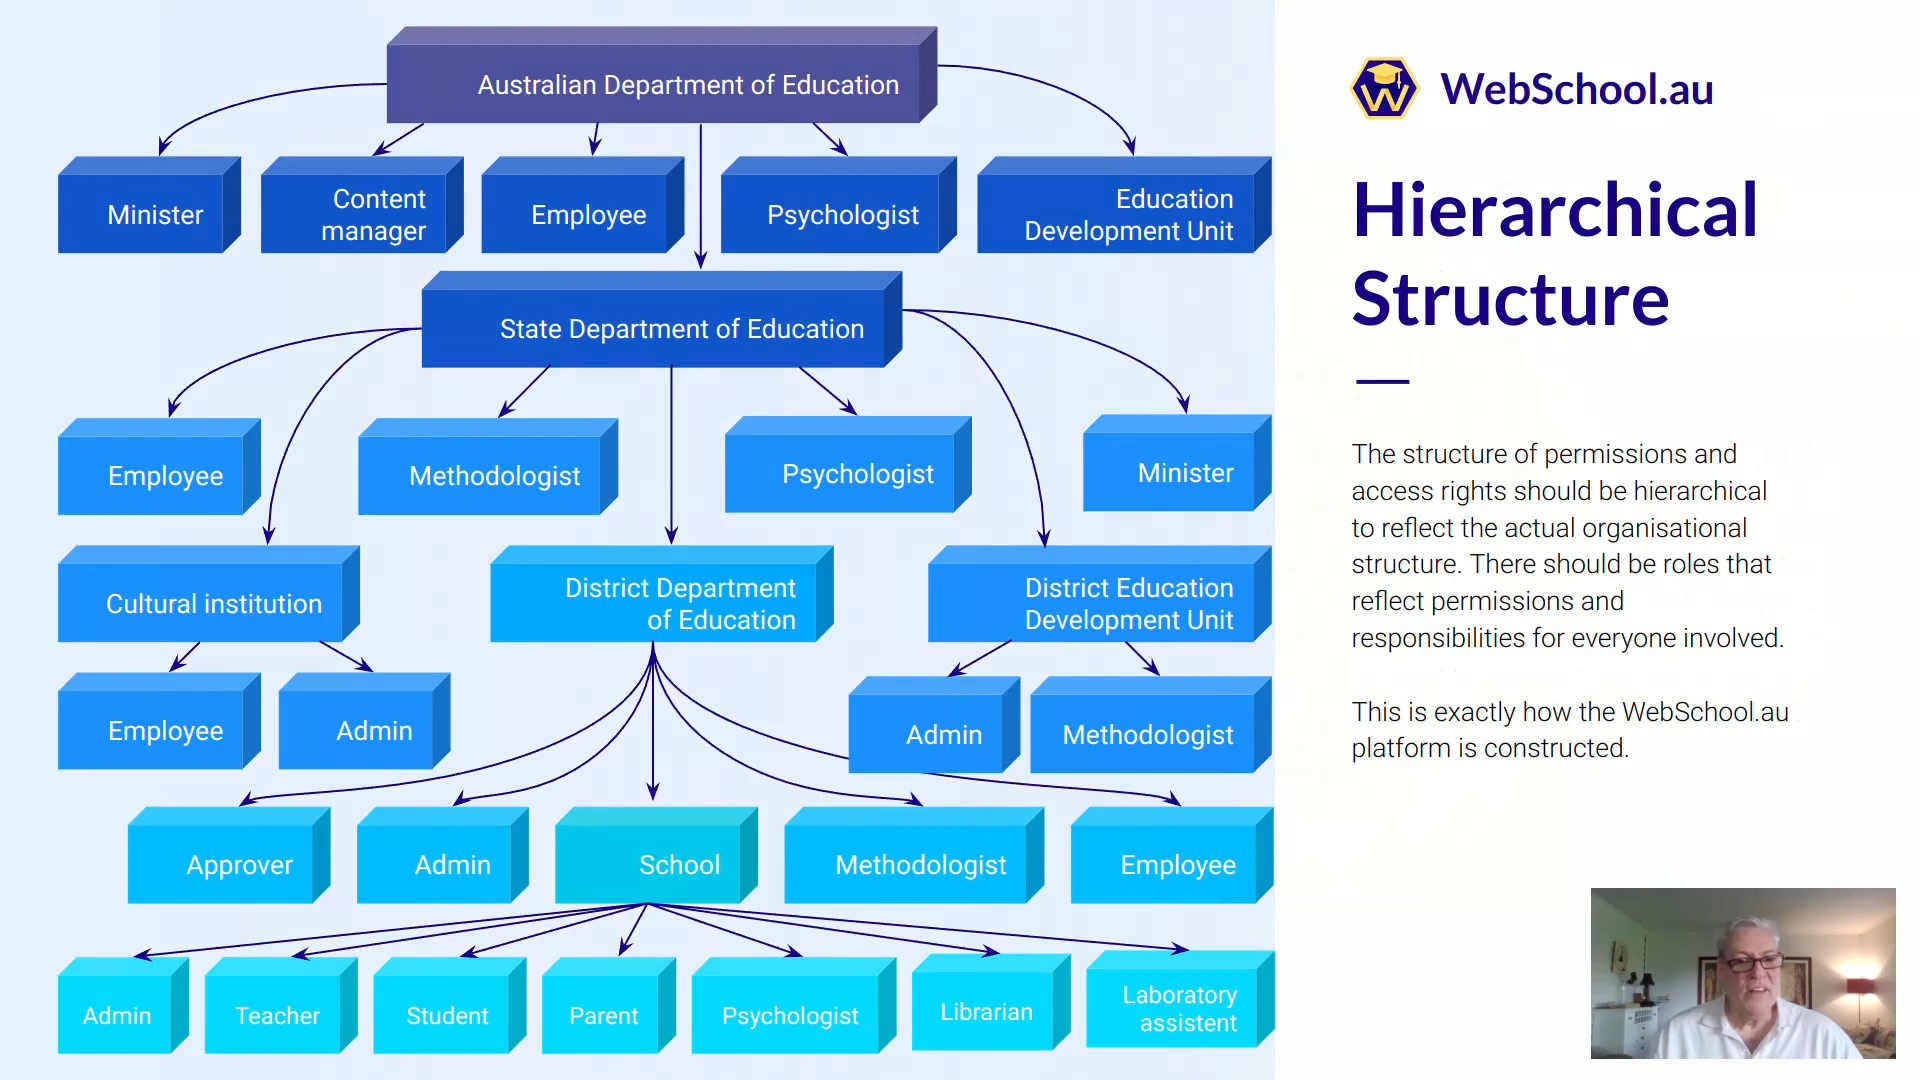 Australian Department of Education
Minister
Content
manager
Employee
Psychologist
Education
Development Unit
State Department of Education
Employee
Methodologist
Psychologist
Minister
Cultural institution
District Department
of Education
District Education
Development Unit
Employee
Admin
Admin
Methodologist
Approver
Admin
School
Methodologist
Employee
Admin
Teacher
Student
Parent
Psychologist
Librarian
Laboratory
assistent
WebSchool.au
Hierarchical
Structure
The structure of permissions and
access rights should be hierarchical
to reflect the actual organisational
structure. There should be roles that
reflect permissions and
responsibilities for everyone involved.
This is exactly how the WebSchool.au
platform is constructed.